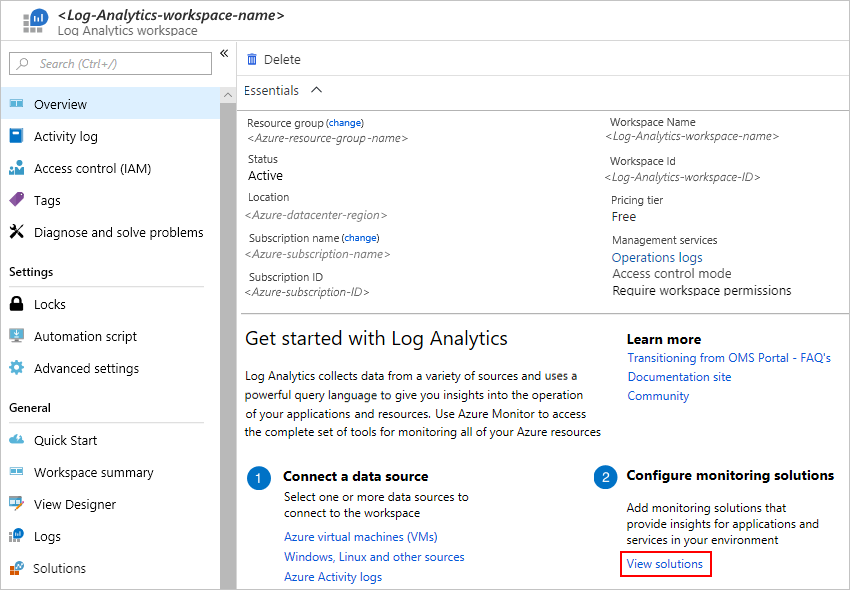 <Log-Analytics-workspace-name>
Log Analytics workspace
Search (Ctrl+/)
«
Overview
Activity log
Access control (IAM)
Tags
Diagnose and solve problems
Settings
Locks
Automation script
Advanced settings
General
Quick Start
Workspace summary
View Designer
Logs
Solutions
Delete
Essentials
Resource group (change)
<Azure-resource-group-name>
Status
Active
Location
<Azure-datacenter-region>
Subscription name (change)
<Azure-subscription-name>
Subscription ID
<Azure-subscription-ID>
Workspace Name
<Log-Analytics-workspace-name>
Workspace Id
<Log-Analytics-workspace-ID>
Pricing tier
Free
Management services
Operations logs
Access control mode
Require workspace permissions
Get started with Log Analytics
Log Analytics collects data from a variety of sources and uses a
powerful query language to give you insights into the operation
of your applications and resources. Use Azure Monitor to access
the complete set of tools for monitoring all of your Azure resources
Learn more
Transitioning from OMS Portal - FAQ's
Documentation site
Community
1 Connect a data source
Select one or more data sources to
connect to the workspace
Azure virtual machines (VMs)
Windows, Linux and other sources
Azure Activity logs
2 Configure monitoring solutions
Add monitoring solutions that
provide insights for applications and
services in your environment
View solutions